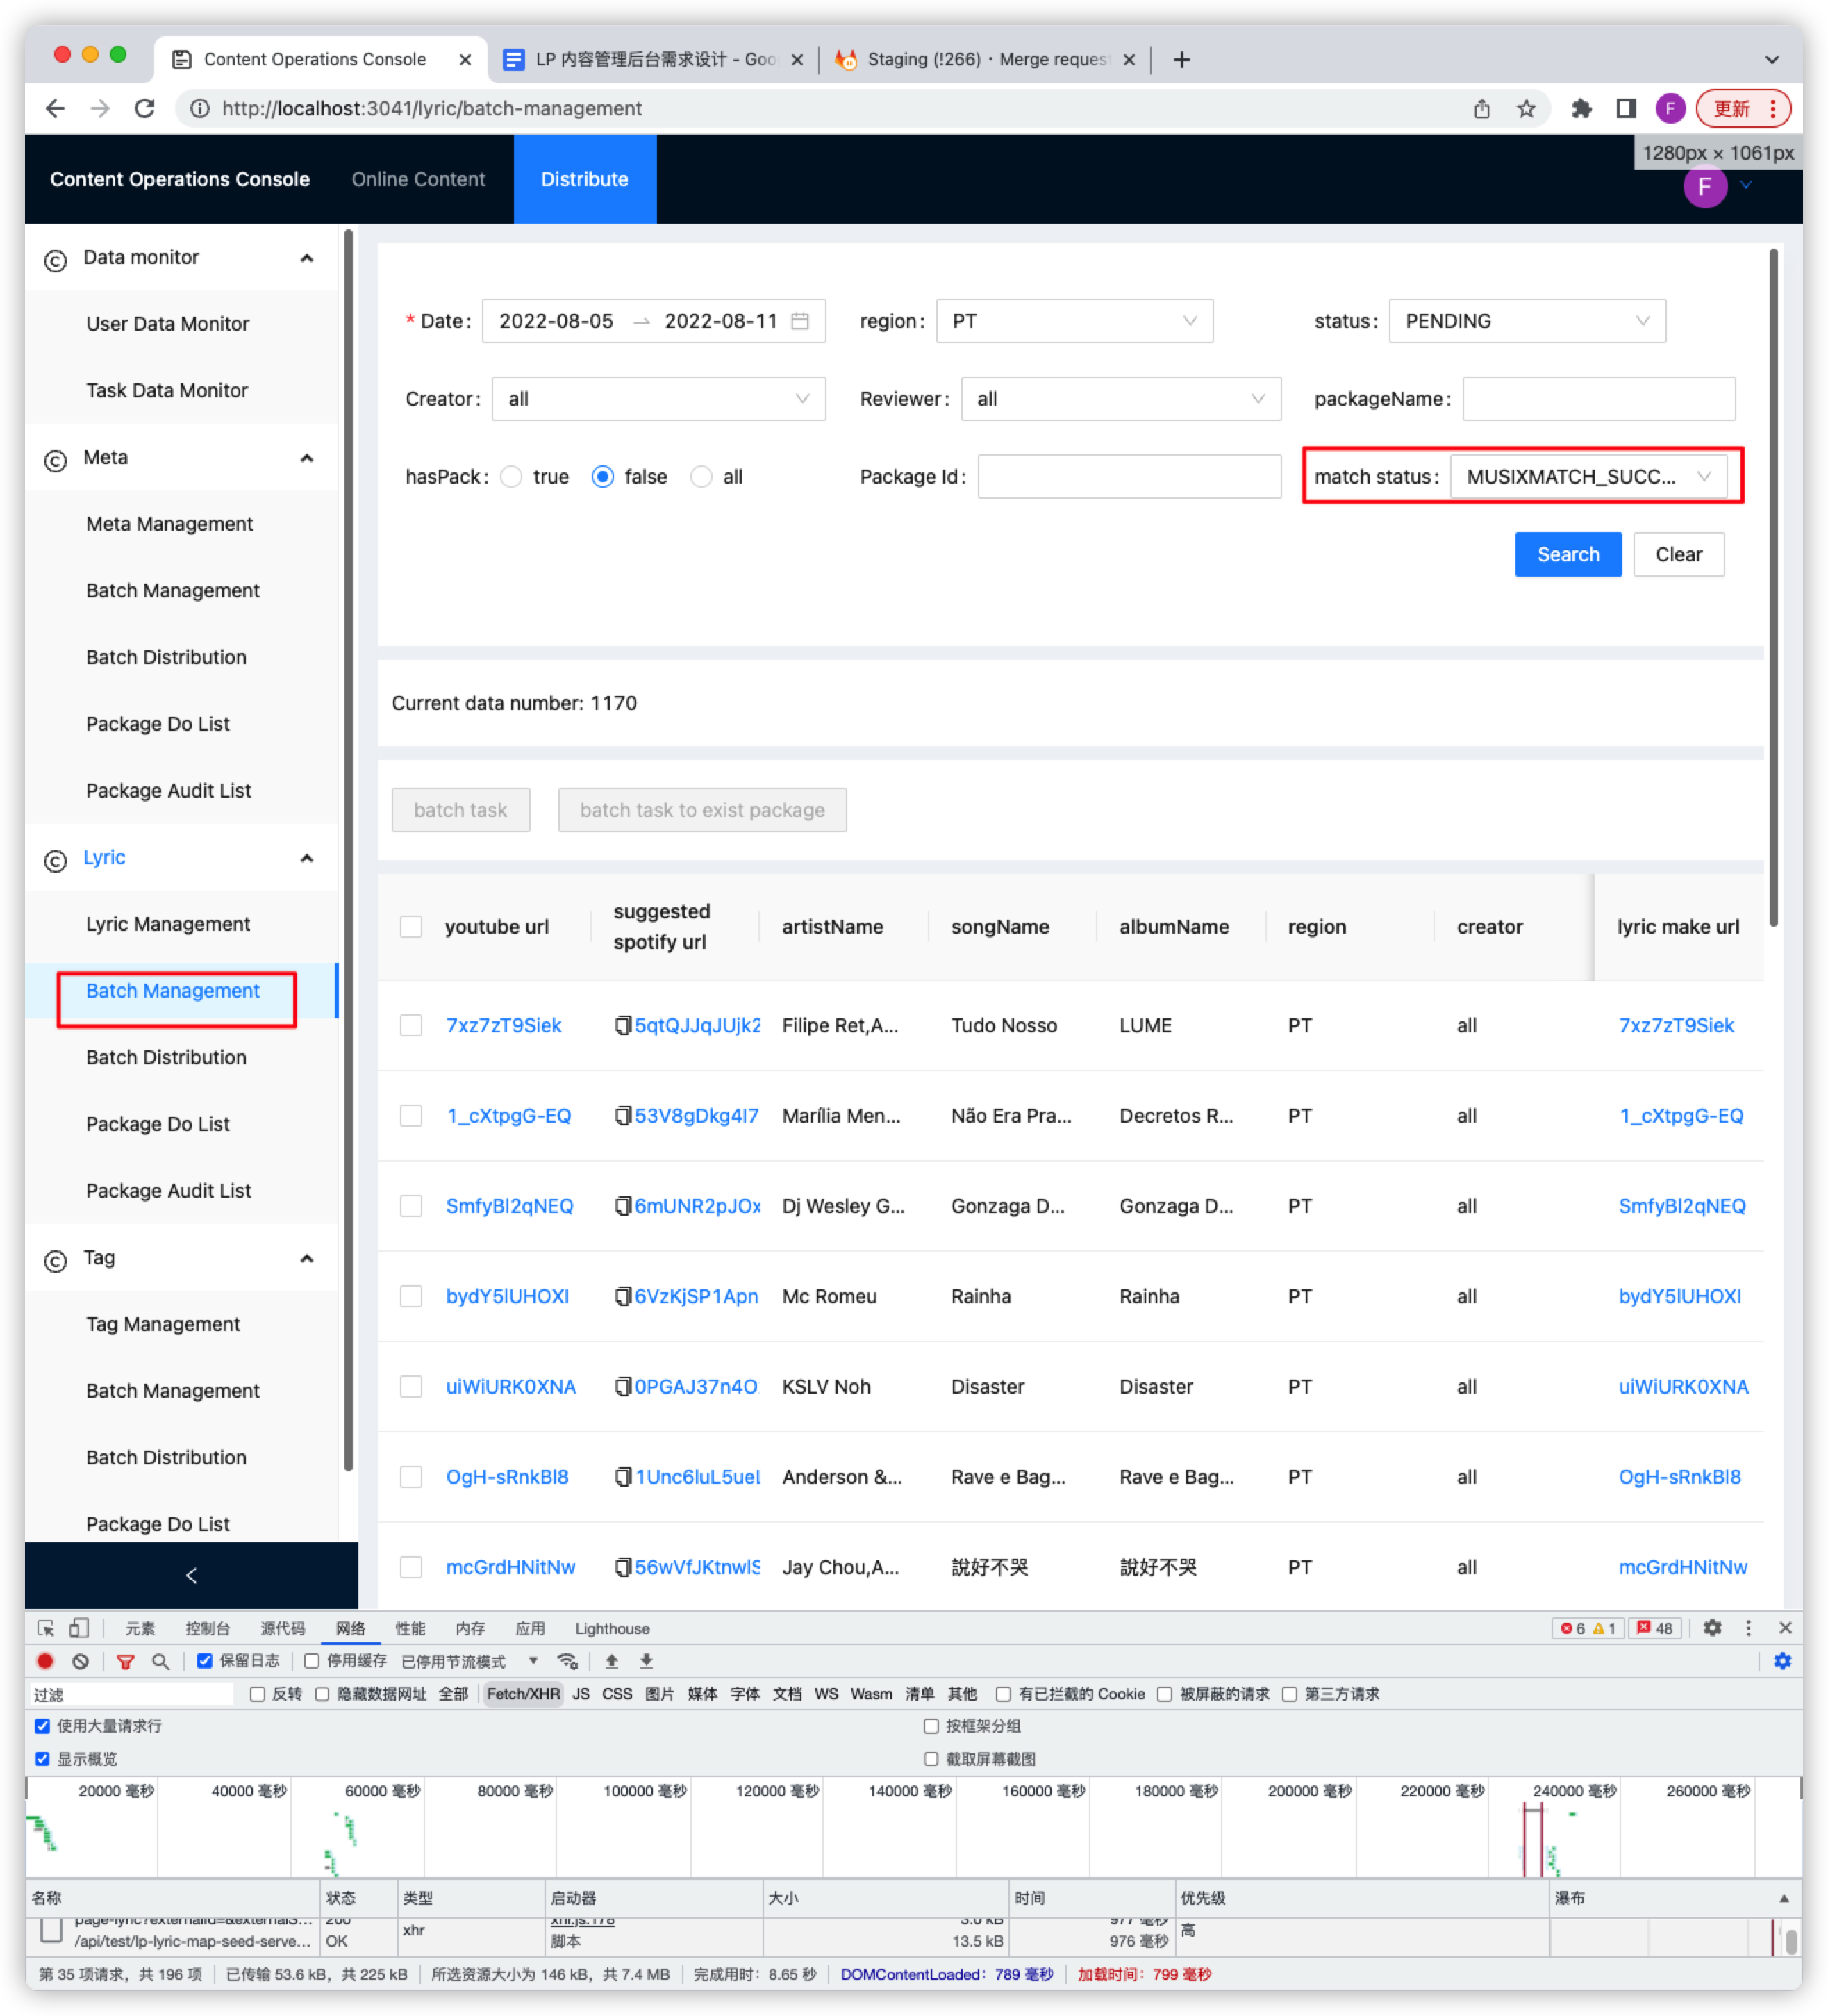 Content Operations Console
LP 内容管理后台需求设计 - Goo
Staging (!266) · Merge reques
http://localhost:3041/lyric/batch-management
F
更新
1280px × 1061px
Content Operations Console
Online Content
Distribute
F
Data monitor
User Data Monitor
Task Data Monitor
Meta
Meta Management
Batch Management
Batch Distribution
Package Do List
Package Audit List
Lyric
Lyric Management
Batch Management
Batch Distribution
Package Do List
Package Audit List
Tag
Tag Management
Batch Management
Batch Distribution
Package Do List
* Date: 2022-08-05 → 2022-08-11
region: PT
status: PENDING
Creator: all
Reviewer: all
packageName:
hasPack: true false all
Package Id:
match status: MUSIXMATCH_SUCC...
Search
Clear
Current data number: 1170
batch task
batch task to exist package
youtube url suggested spotify url artistName songName albumName region creator lyric make url
7xz7zT9Siek 5qtQJJqJUjk2 Filipe Ret,A... Tudo Nosso LUME PT all 7xz7zT9Siek
1_cXtpgG-EQ 53V8gDkg4I7 Marília Men... Não Era Pra... Decretos R... PT all 1_cXtpgG-EQ
SmfyBl2qNEQ 6mUNR2pJOx Dj Wesley G... Gonzaga D... Gonzaga D... PT all SmfyBl2qNEQ
bydY5lUHOXI 6VzKjSP1Apn Mc Romeu Rainha Rainha PT all bydY5lUHOXI
uiWiURK0XNA 0PGAJ37n4O KSLV Noh Disaster Disaster PT all uiWiURK0XNA
OgH-sRnkBl8 1Unc6luL5uel Anderson &... Rave e Bag... Rave e Bag... PT all OgH-sRnkBl8
mcGrdHNitNw 56wVfJKtnwlS Jay Chou,A... 說好不哭 說好不哭 PT all mcGrdHNitNw
元素 控制台 源代码 网络 性能 内存 应用 Lighthouse 6 1 48
保留日志 停用缓存 已停用节流模式
过滤 反转 隐藏数据网址 全部 Fetch/XHR JS CSS 图片 媒体 字体 文档 WS Wasm 清单 其他 有已拦截的 Cookie 被屏蔽的请求 第三方请求
使用大量请求行 按框架分组
显示概览 截取屏幕截图
20000 毫秒 40000 毫秒 60000 毫秒 80000 毫秒 100000 毫秒 120000 毫秒 140000 毫秒 160000 毫秒 180000 毫秒 200000 毫秒 220000 毫秒 240000 毫秒 260000 毫秒
名称 状态 类型 启动器 大小 时间 优先级 瀑布
page-lyric?externalId=&externalS... 200 xhr xhr.js:178 3.0 kB 977 毫秒 高
/api/test/lp-lyric-map-seed-serve... OK 脚本 13.5 kB 976 毫秒
第 35 项请求，共 196 项 已传输 53.6 kB，共 225 kB 所选资源大小为 146 kB，共 7.4 MB 完成用时：8.65 秒 DOMContentLoaded：789 毫秒 加载时间：799 毫秒